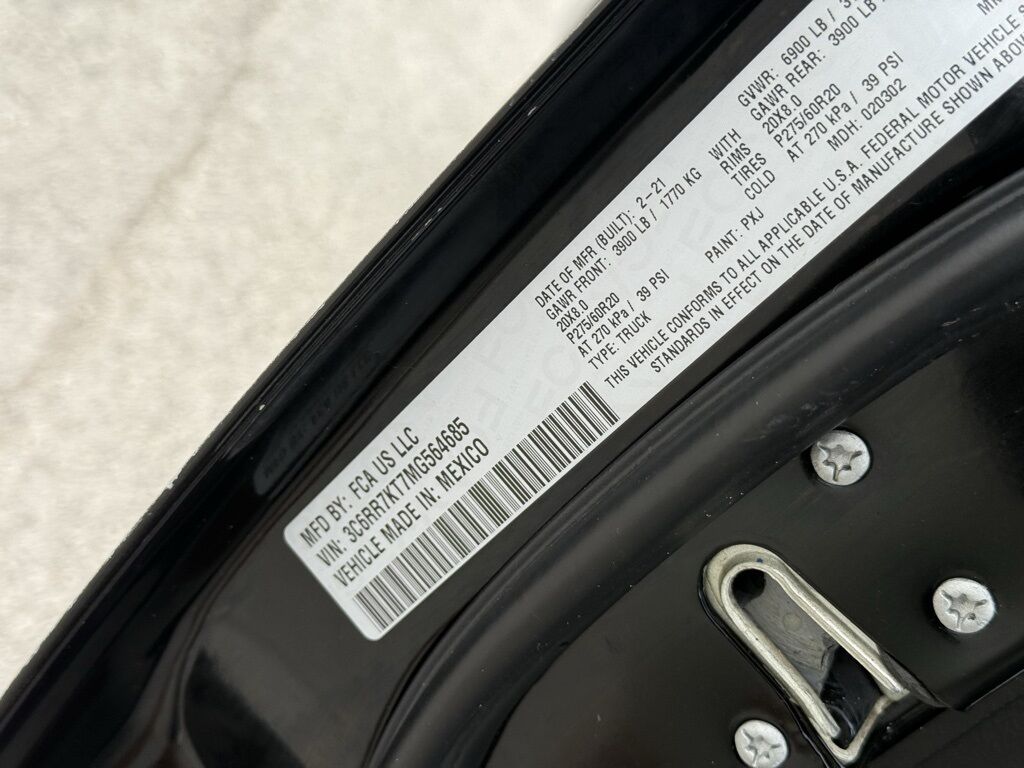 MFD BY: FCA US LLC
VIN: 3C6RR7KT7MG564685
VEHICLE MADE IN: MEXICO
DATE OF MFR (BUILT): 2-21
GAWR FRONT: 3900 LB / 1770 KG WITH
20X8.0 RIMS
P275/60R20 TIRES
AT 270 kPa / 39 PSI COLD
TYPE: TRUCK PAINT: PXJ
THIS VEHICLE CONFORMS TO ALL APPLICABLE U.S.A. FEDERAL MOTOR VEHICLE
STANDARDS IN EFFECT ON THE DATE OF MANUFACTURE SHOWN ABOVE
GVWR: 6900 LB /
GAWR REAR: 3900 LB
20X8.0
P275/60R20
AT 270 kPa / 39 PSI
MDH: 020302